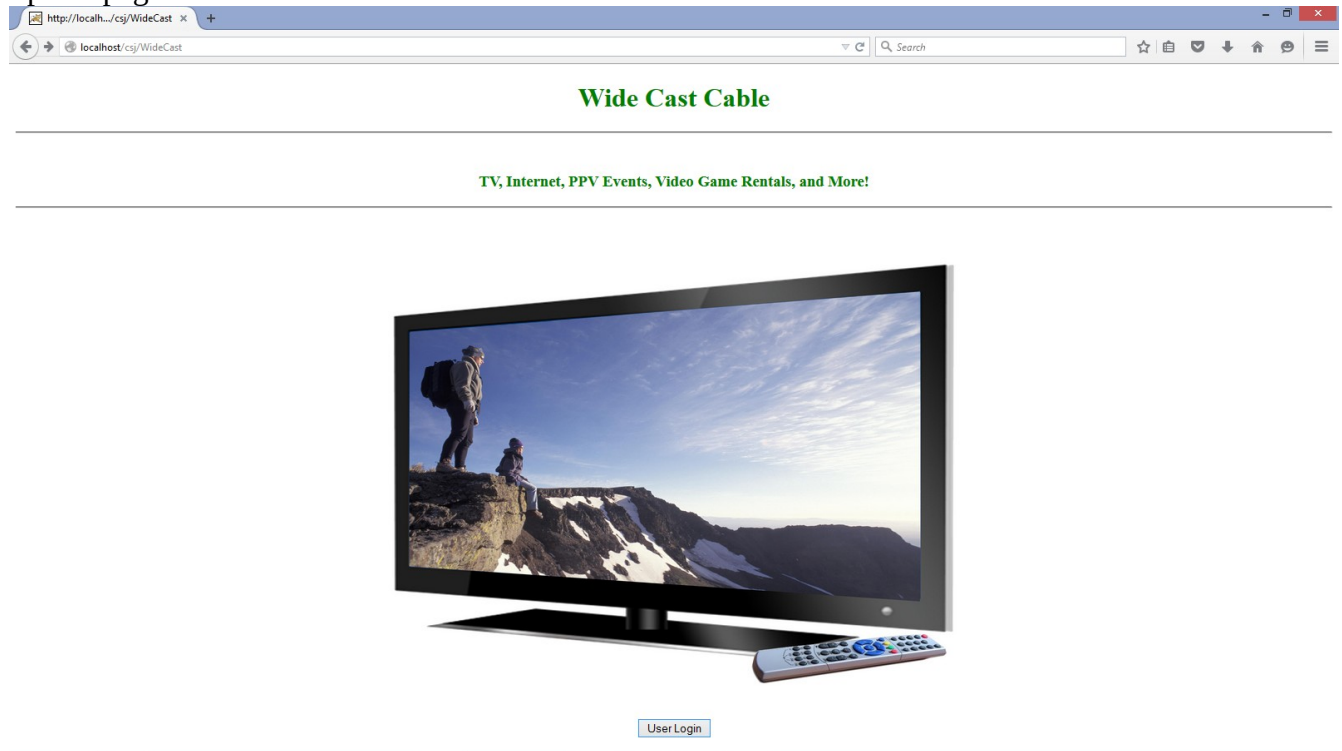 http://localh.../csj/WideCast × +
localhost/csj/WideCast
Search
Wide Cast Cable
TV, Internet, PPV Events, Video Game Rentals, and More!
User Login